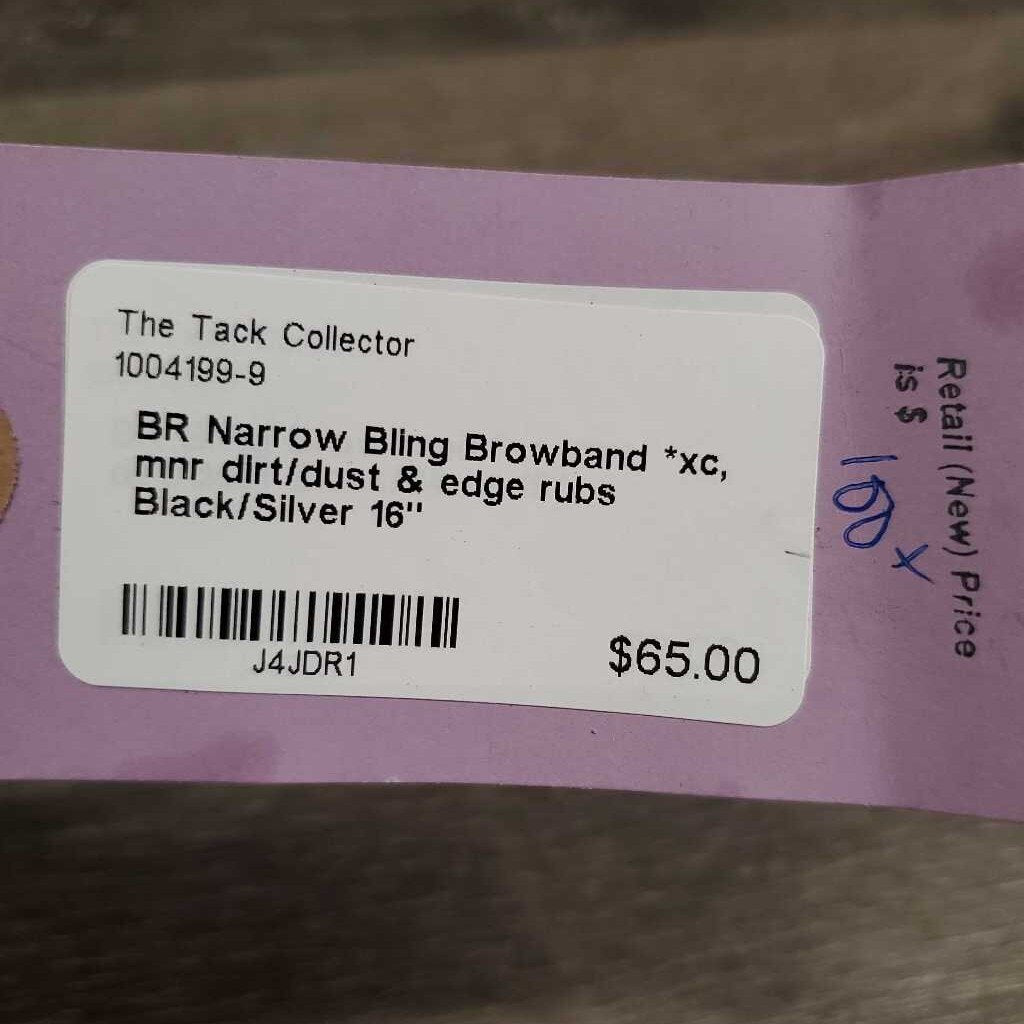 The Tack Collector
1004199-9
BR Narrow Bling Browband *xc,
mnr dirt/dust & edge rubs
Black/Silver 16"
J4JDR1
$65.00
Retail (New) Price
is $
100 x